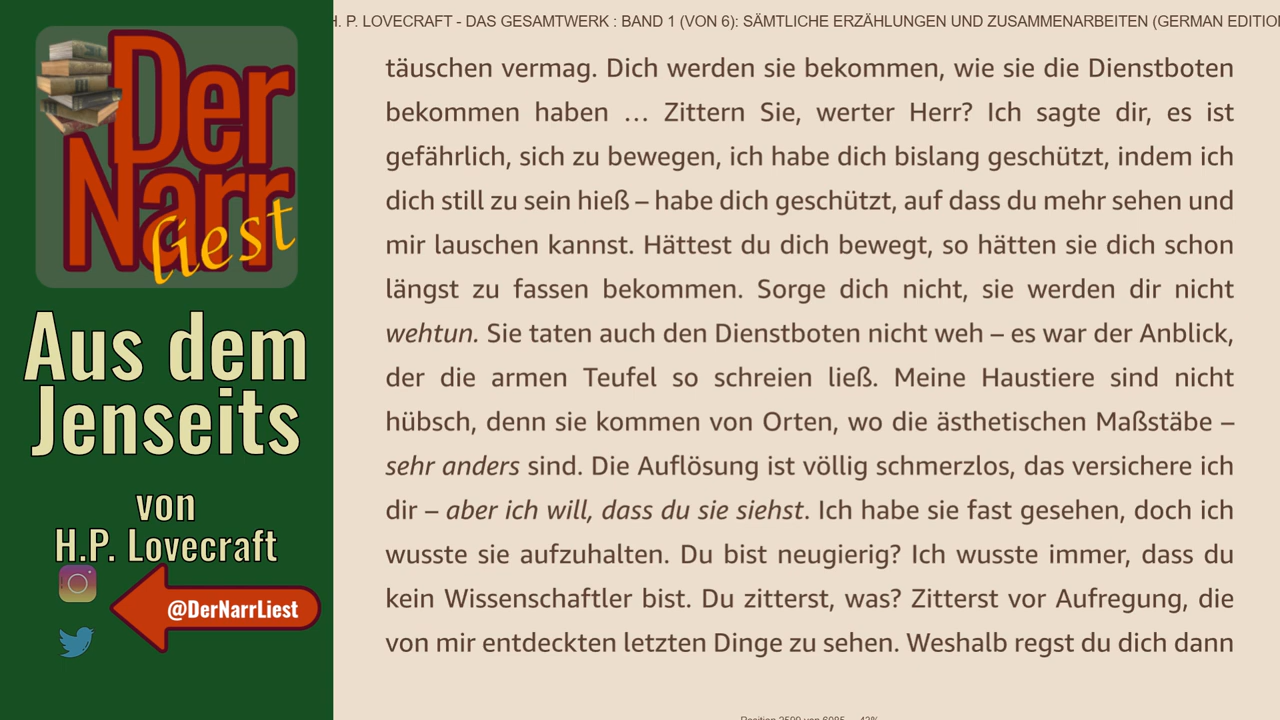 Der
Narr
liest
Aus dem
Jenseits
von
H.P. Lovecraft
@DerNarrLiest
H. P. LOVECRAFT - DAS GESAMTWERK : BAND 1 (VON 6): SÄMTLICHE ERZÄHLUNGEN UND ZUSAMMENARBEITEN (GERMAN EDITIO
täuschen vermag. Dich werden sie bekommen, wie sie die Dienstboten
bekommen haben … Zittern Sie, werter Herr? Ich sagte dir, es ist
gefährlich, sich zu bewegen, ich habe dich bislang geschützt, indem ich
dich still zu sein hieß – habe dich geschützt, auf dass du mehr sehen und
mir lauschen kannst. Hättest du dich bewegt, so hätten sie dich schon
längst zu fassen bekommen. Sorge dich nicht, sie werden dir nicht
wehtun. Sie taten auch den Dienstboten nicht weh – es war der Anblick,
der die armen Teufel so schreien ließ. Meine Haustiere sind nicht
hübsch, denn sie kommen von Orten, wo die ästhetischen Maßstäbe –
sehr anders sind. Die Auflösung ist völlig schmerzlos, das versichere ich
dir – aber ich will, dass du sie siehst. Ich habe sie fast gesehen, doch ich
wusste sie aufzuhalten. Du bist neugierig? Ich wusste immer, dass du
kein Wissenschaftler bist. Du zitterst, was? Zitterst vor Aufregung, die
von mir entdeckten letzten Dinge zu sehen. Weshalb regst du dich dann